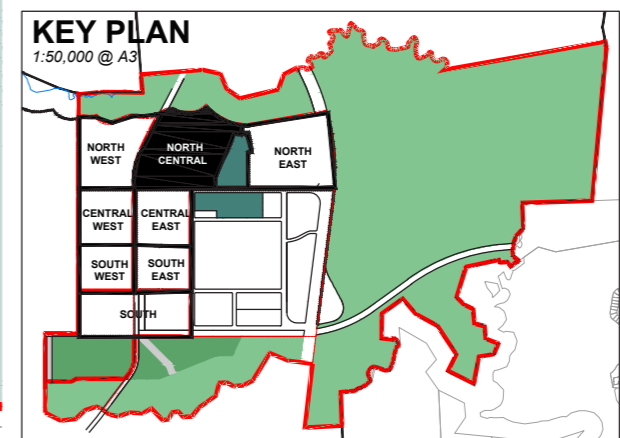 KEY PLAN
1:50,000 @ A3
NORTH
WEST
NORTH
CENTRAL
NORTH
EAST
CENTRAL
WEST
CENTRAL
EAST
SOUTH
WEST
SOUTH
EAST
SOUTH